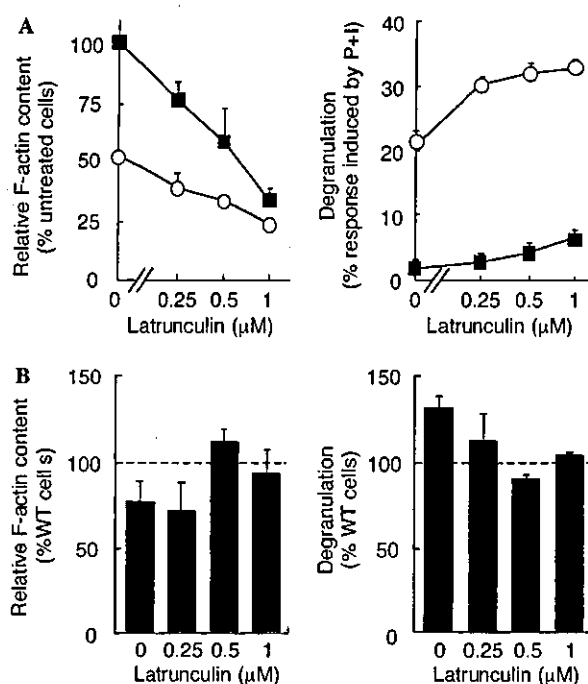 A
Relative F-actin content
(% untreated cells)
100
75
50
25
0
0 0.25 0.5 1
Latrunculin (μM)
Degranulation
(% response induced by P+I)
40
30
20
10
0
0 0.25 0.5 1
Latrunculin (μM)
B
Relative F-actin content
(%WT cell s)
150
100
50
0
0 0.25 0.5 1
Latrunculin (μM)
Degranulation
(% WT cells)
150
100
50
0
0 0.25 0.5 1
Latrunculin (μM)